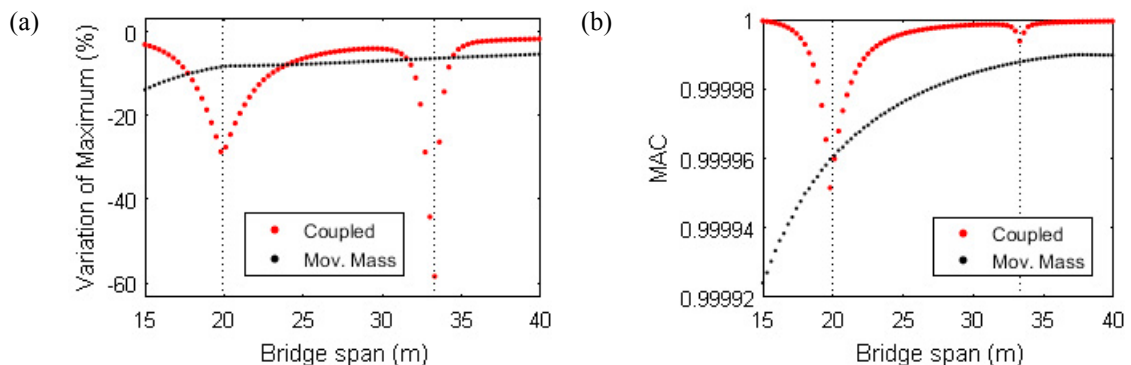 (a)
Variation of Maximum (%)
0
-20
-40
-60
15 20 25 30 35 40
Bridge span (m)
Coupled
Mov. Mass
(b)
MAC
1
0.99998
0.99996
0.99994
0.99992
15 20 25 30 35 40
Bridge span (m)
Coupled
Mov. Mass